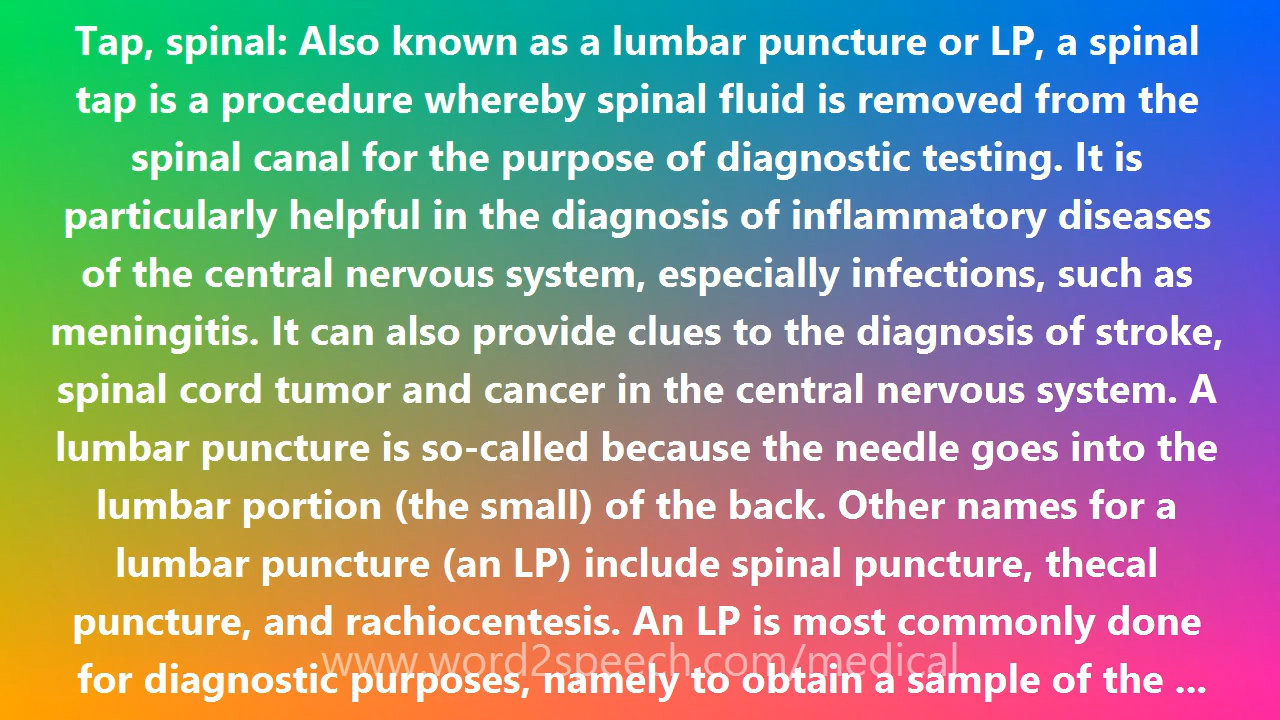 Tap, spinal: Also known as a lumbar puncture or LP, a spinal
tap is a procedure whereby spinal fluid is removed from the
spinal canal for the purpose of diagnostic testing. It is
particularly helpful in the diagnosis of inflammatory diseases
of the central nervous system, especially infections, such as
meningitis. It can also provide clues to the diagnosis of stroke,
spinal cord tumor and cancer in the central nervous system. A
lumbar puncture is so-called because the needle goes into the
lumbar portion (the small) of the back. Other names for a
lumbar puncture (an LP) include spinal puncture, thecal
puncture, and rachiocentesis. An LP is most commonly done
www.word2speech.com/medical
for diagnostic purposes, namely to obtain a sample of the ...